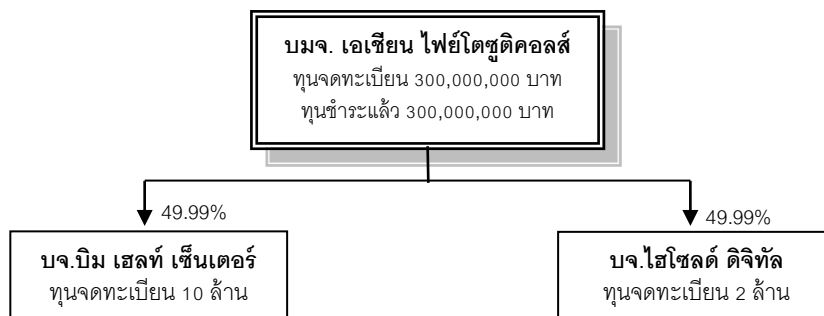 บมจ. เอเชียน ไฟย์โตซูติคอลส์
ทุนจดทะเบียน 300,000,000 บาท
ทุนชำระแล้ว 300,000,000 บาท
49.99%
49.99%
บจ.บิม เฮลท์ เซ็นเตอร์
ทุนจดทะเบียน 10 ล้าน
บจ.ไฮโซลด์ ดิจิทัล
ทุนจดทะเบียน 2 ล้าน